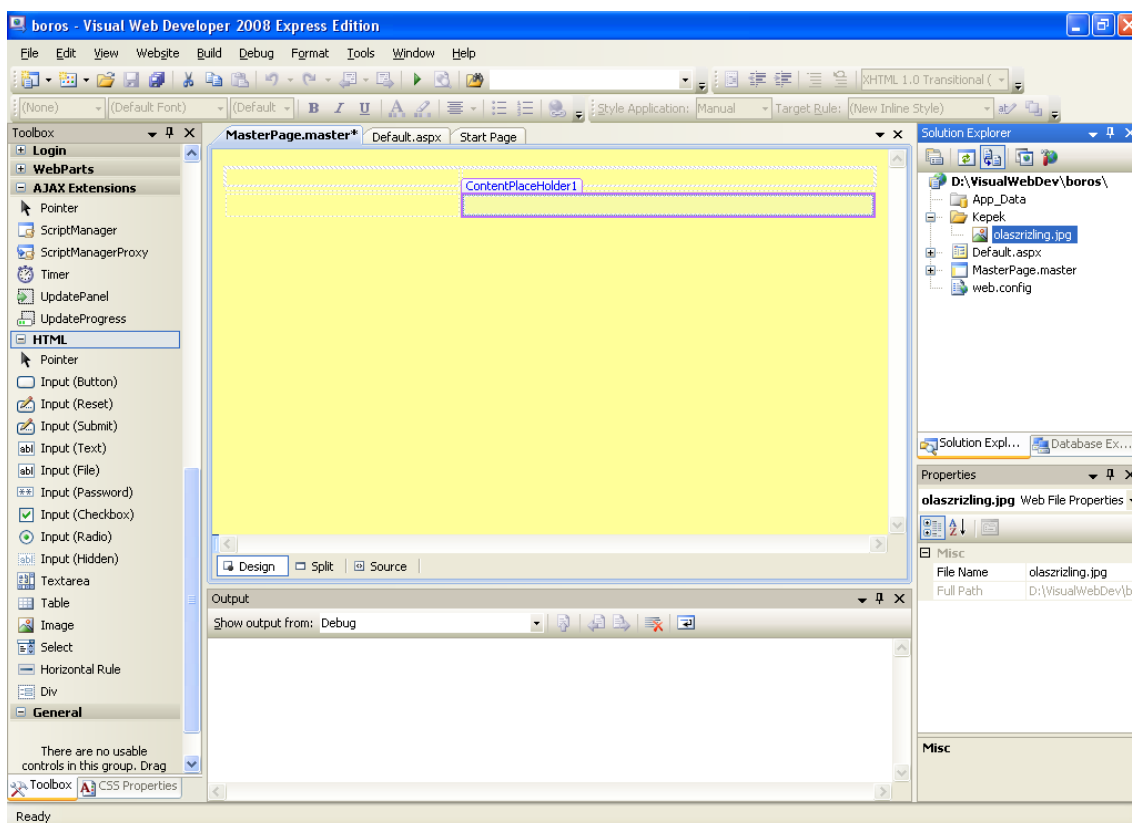 boros - Visual Web Developer 2008 Express Edition
File Edit View Website Build Debug Format Tools Window Help
XHTML 1.0 Transitional (
(None) (Default Font) (Default B I U A Style Application: Manual Target Rule: (New Inline Style)
Toolbox
Login
WebParts
AJAX Extensions
Pointer
ScriptManager
ScriptManagerProxy
Timer
UpdatePanel
UpdateProgress
HTML
Pointer
Input (Button)
Input (Reset)
Input (Submit)
Input (Text)
Input (File)
Input (Password)
Input (Checkbox)
Input (Radio)
Input (Hidden)
Textarea
Table
Image
Select
Horizontal Rule
Div
General
There are no usable
controls in this group. Drag
Toolbox CSS Properties
MasterPage.master* Default.aspx Start Page
ContentPlaceHolder1
Design Split Source
Output
Show output from: Debug
Solution Explorer
D:\VisualWebDev\boros\
App_Data
Kepek
olaszrizling.jpg
Default.aspx
MasterPage.master
web.config
Solution Expl... Database Ex...
Properties
olaszrizling.jpg Web File Properties
Misc
File Name olaszrizling.jpg
Full Path D:\VisualWebDev\b
Misc
Ready